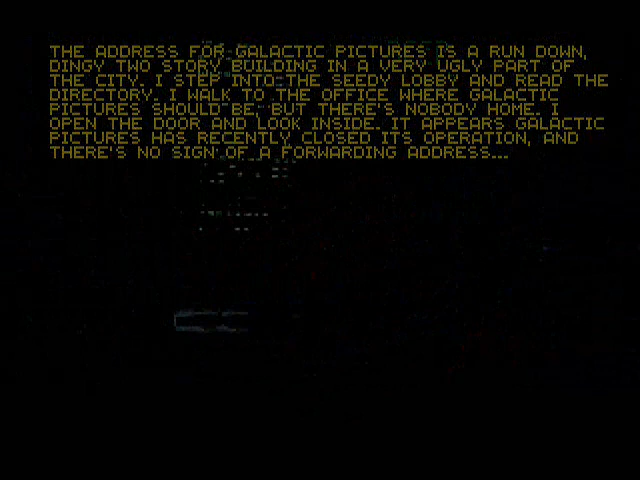 THE ADDRESS FOR GALACTIC PICTURES IS A RUN DOWN,
DINGY TWO STORY BUILDING IN A VERY UGLY PART OF
THE CITY. I STEP INTO THE SEEDY LOBBY AND READ THE
DIRECTORY. I WALK TO THE OFFICE WHERE GALACTIC
PICTURES SHOULD BE, BUT THERE'S NOBODY HOME. I
OPEN THE DOOR AND LOOK INSIDE. IT APPEARS GALACTIC
PICTURES HAS RECENTLY CLOSED ITS OPERATION, AND
THERE'S NO SIGN OF A FORWARDING ADDRESS...